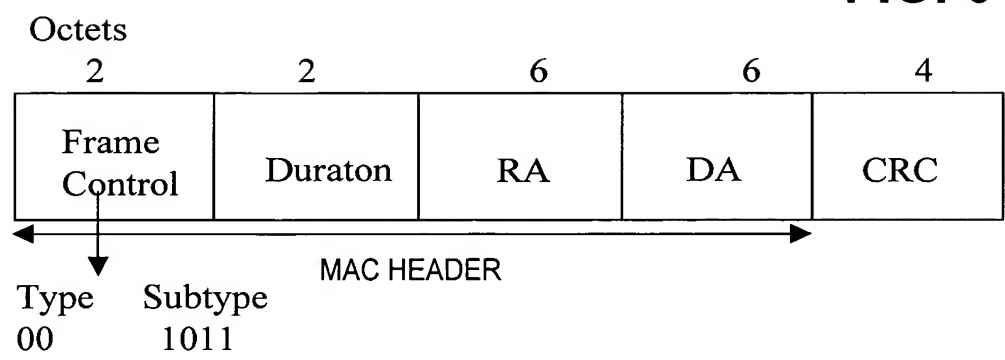 Octets
2 2 6 6 4
Frame Control Duraton RA DA CRC
MAC HEADER
Type Subtype
00 1011